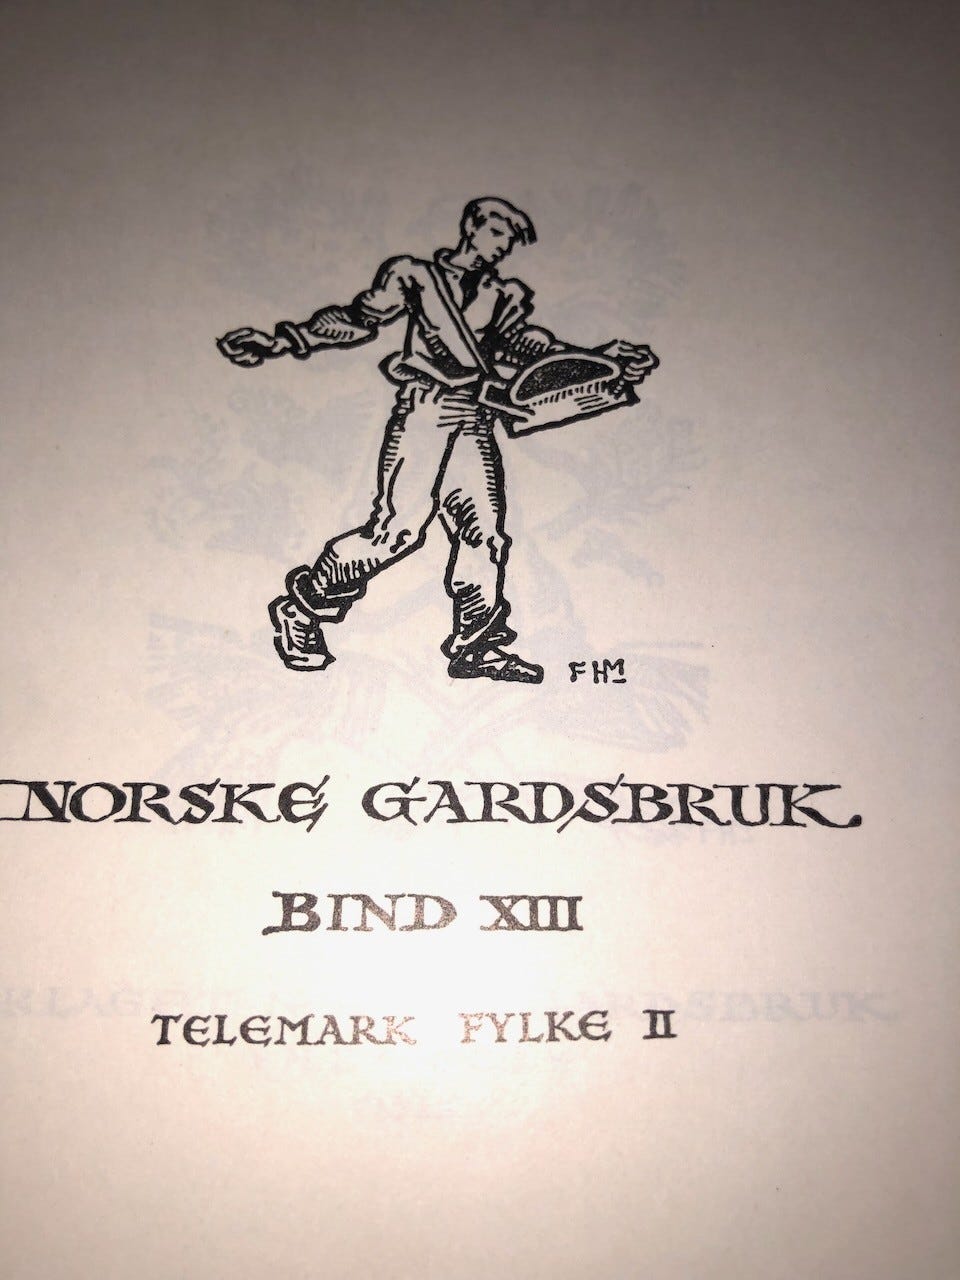 FHM
NORSKE GARDSBRUK
BIND XIII
TELEMARK FYLKE II